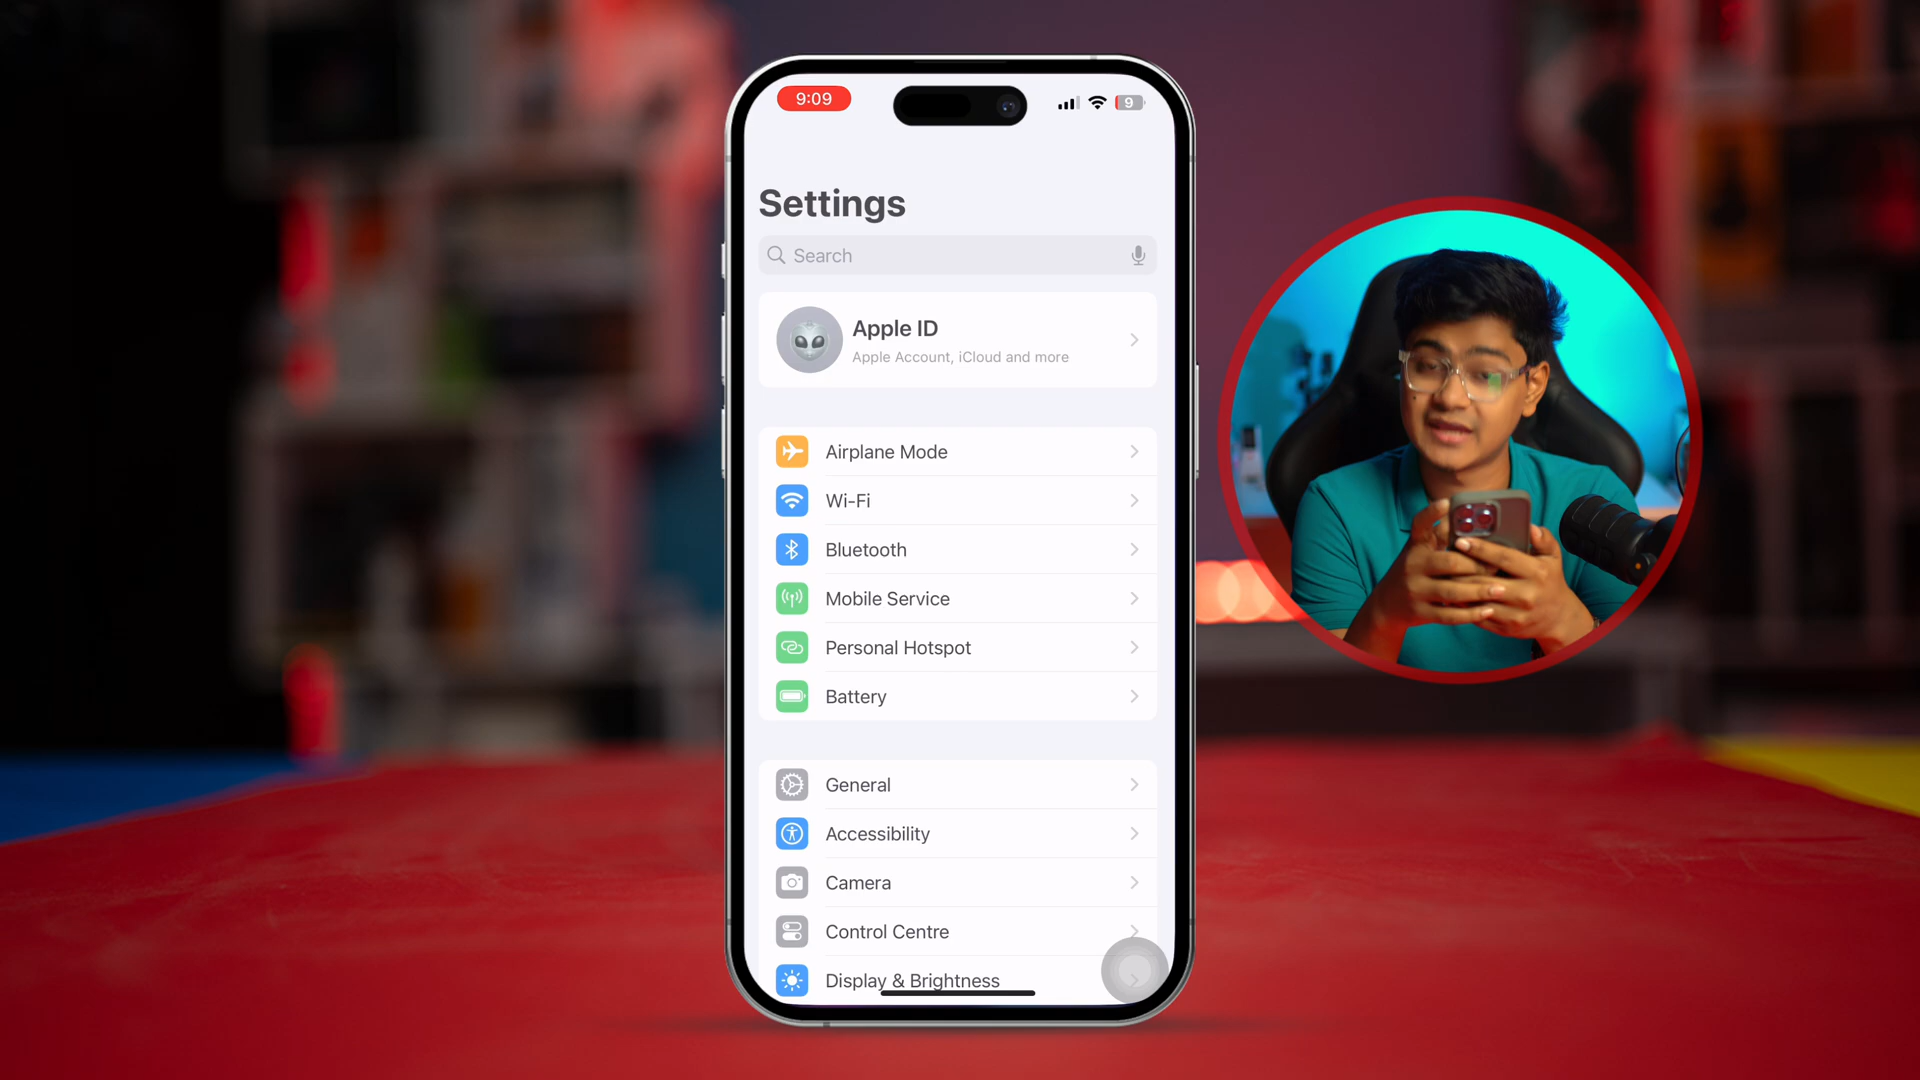 9:09
9
Settings
Search
Apple ID
Apple Account, iCloud and more
Airplane Mode
Wi-Fi
Bluetooth
Mobile Service
Personal Hotspot
Battery
General
Accessibility
Camera
Control Centre
Display & Brightness